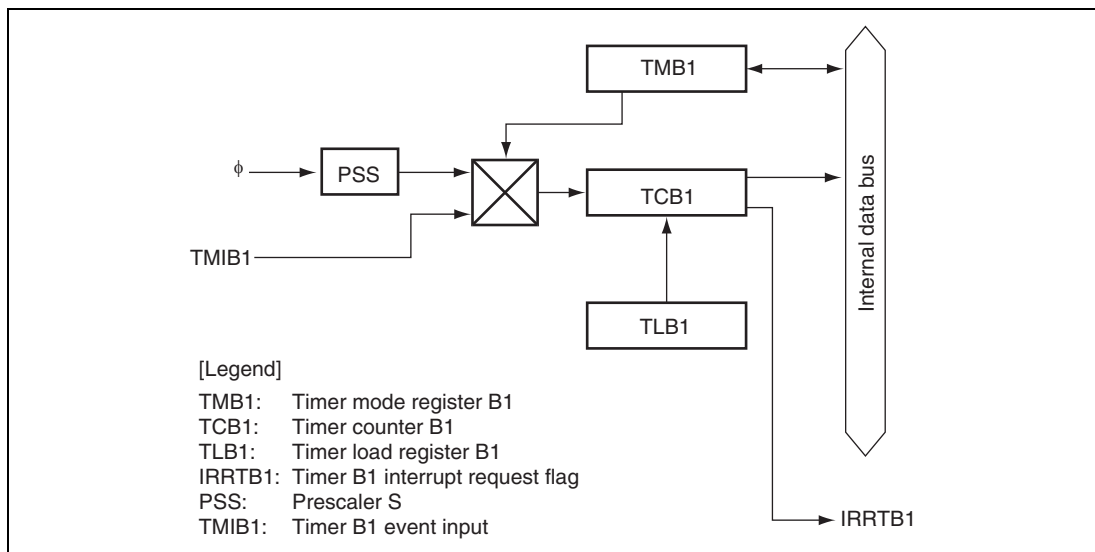 TMB1
ϕ
PSS
TCB1
TMIB1
TLB1
Internal data bus
[Legend]
TMB1: Timer mode register B1
TCB1: Timer counter B1
TLB1: Timer load register B1
IRRTB1: Timer B1 interrupt request flag
PSS: Prescaler S
TMIB1: Timer B1 event input
IRRTB1